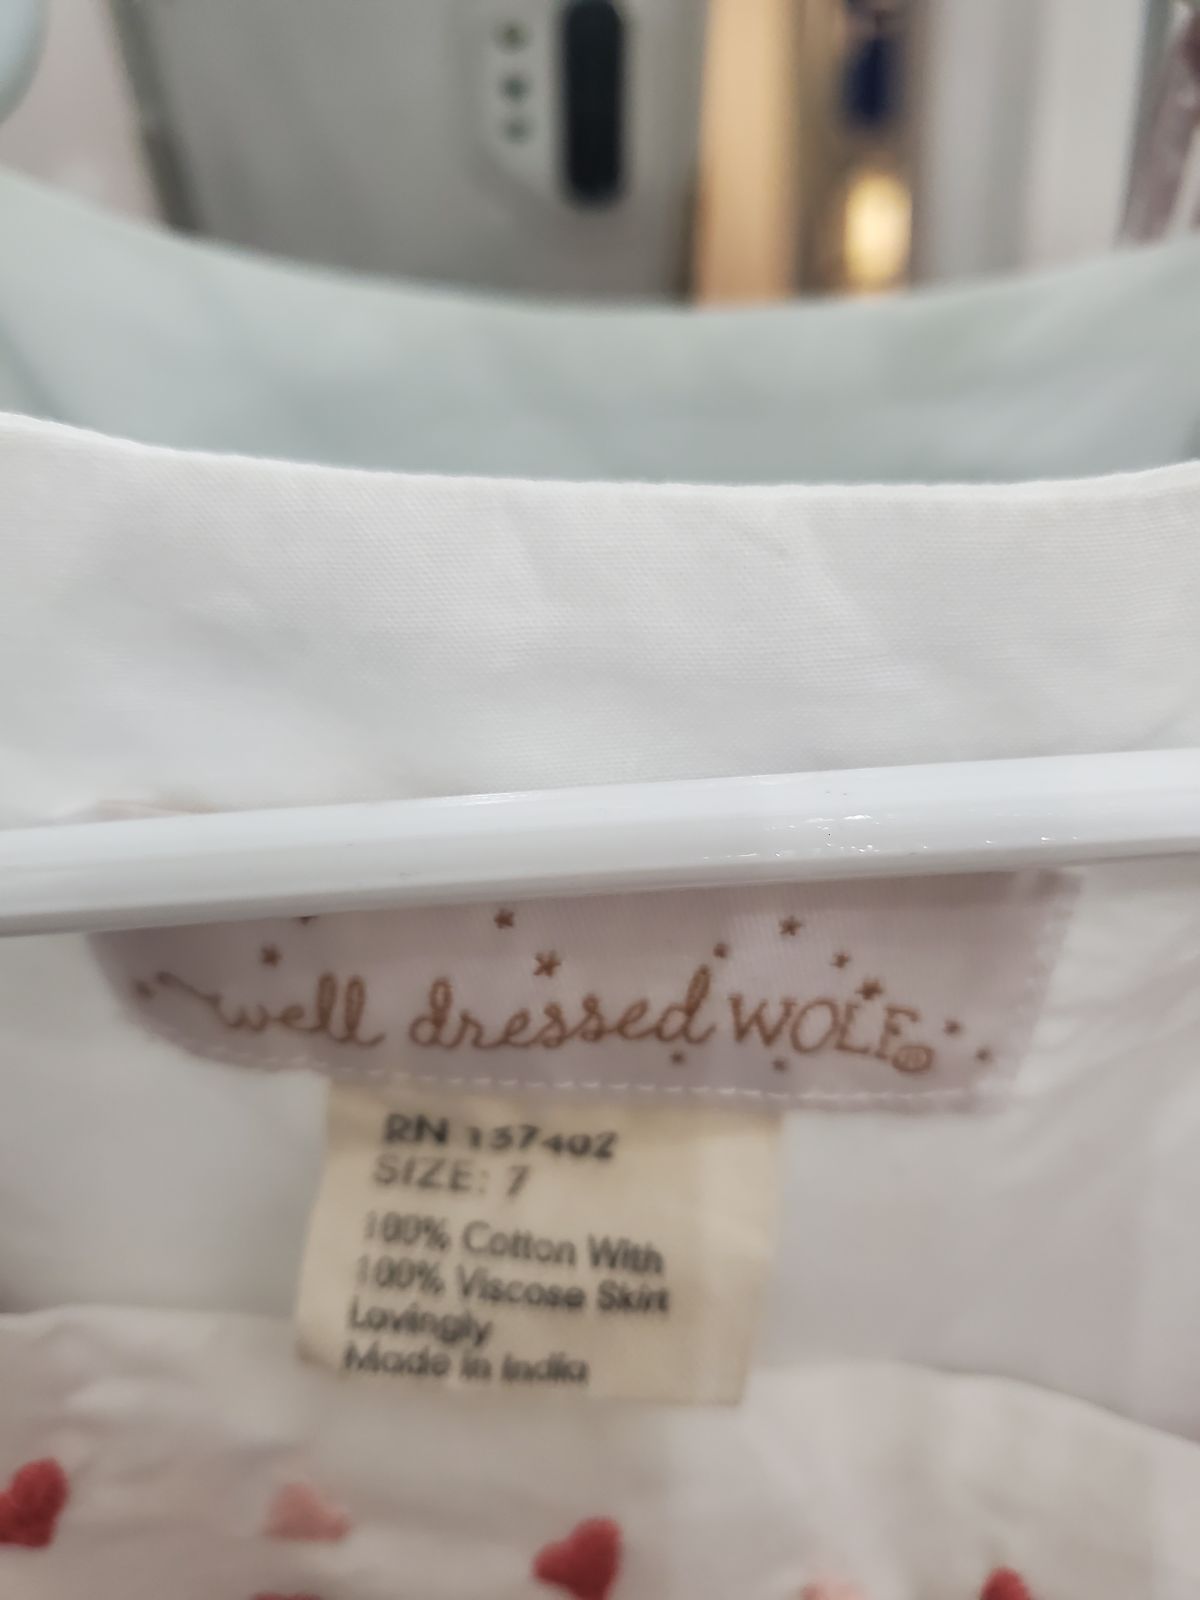 well dressed WOLF®
RN 157402
SIZE: 7
100% Cotton With
100% Viscose Skirt
Lovingly
Made in India